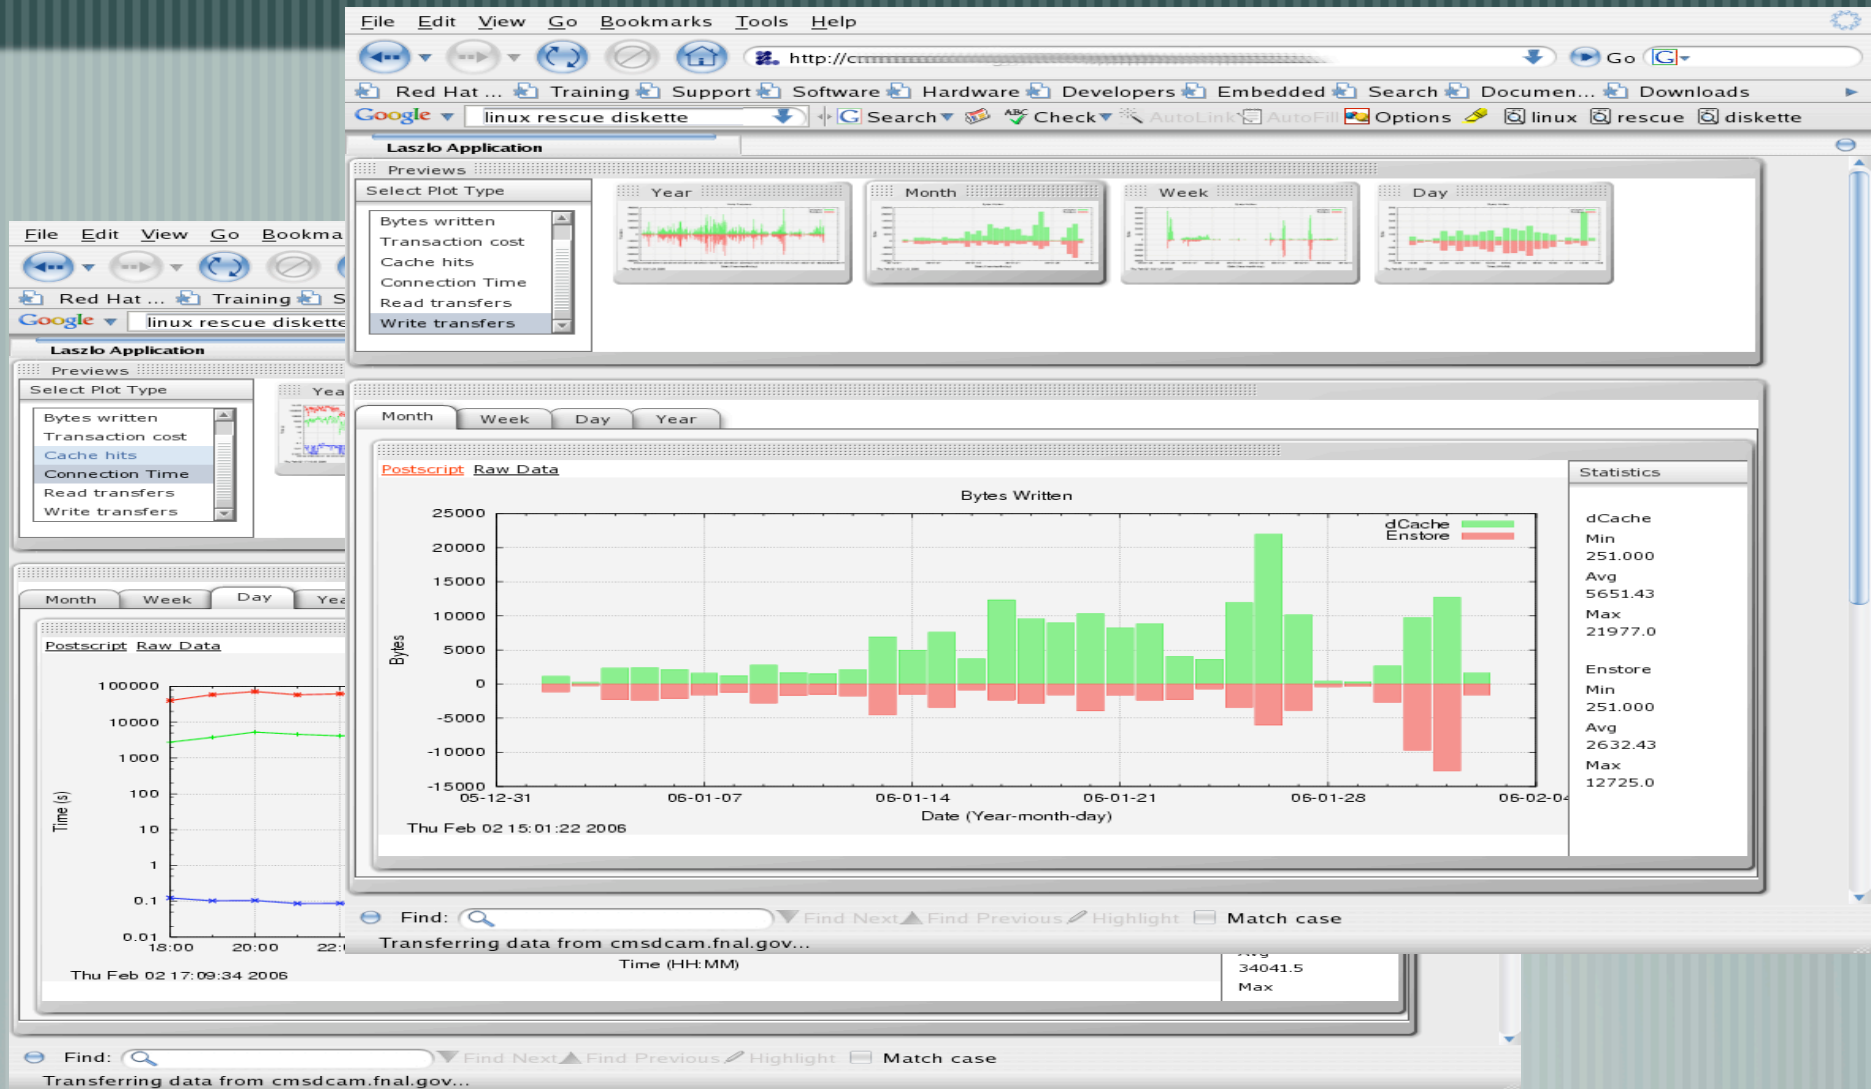 File Edit View Go Bookmarks Tools Help
http://c
Go
Red Hat ... Training Support Software Hardware Developers Embedded Search Documen... Downloads
Google linux rescue diskette Search Check AutoLink AutoFill Options linux rescue diskette
Laszlo Application
Previews
Select Plot Type
Bytes written
Transaction cost
Cache hits
Connection Time
Read transfers
Write transfers
Year Month Week Day
Month Week Day Year
Postscript Raw Data
Bytes Written
dCache
Enstore
25000
20000
15000
10000
5000
0
-5000
-10000
-15000
Bytes
05-12-31 06-01-07 06-01-14 06-01-21 06-01-28 06-02-04
Date (Year-month-day)
Thu Feb 02 15:01:22 2006
Statistics
dCache
Min
251.000
Avg
5651.43
Max
21977.0
Enstore
Min
251.000
Avg
2632.43
Max
12725.0
Find: Find Next Find Previous Highlight Match case
Transferring data from cmsdcam.fnal.gov...
File Edit View Go Bookma
Red Hat ... Training S
Google linux rescue diskette
Laszlo Application
Previews
Select Plot Type
Bytes written
Transaction cost
Cache hits
Connection Time
Read transfers
Write transfers
Yea
Month Week Day Yea
Postscript Raw Data
100000
10000
1000
100
10
1
0.1
0.01
Time (s)
18:00 20:00 22:
Time (HH:MM)
Thu Feb 02 17:09:34 2006
Avg
34041.5
Max
Find: Find Next Find Previous Highlight Match case
Transferring data from cmsdcam.fnal.gov...